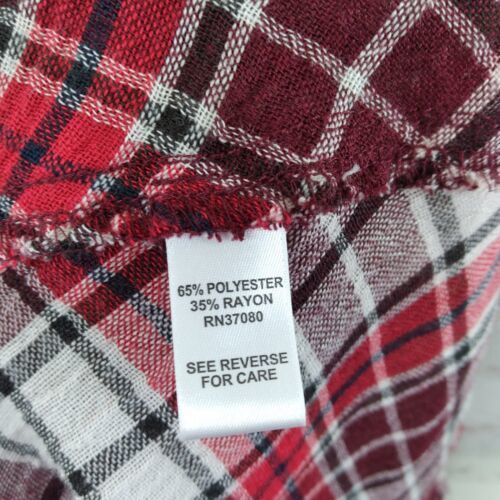 65% POLYESTER
35% RAYON
RN37080
SEE REVERSE
FOR CARE